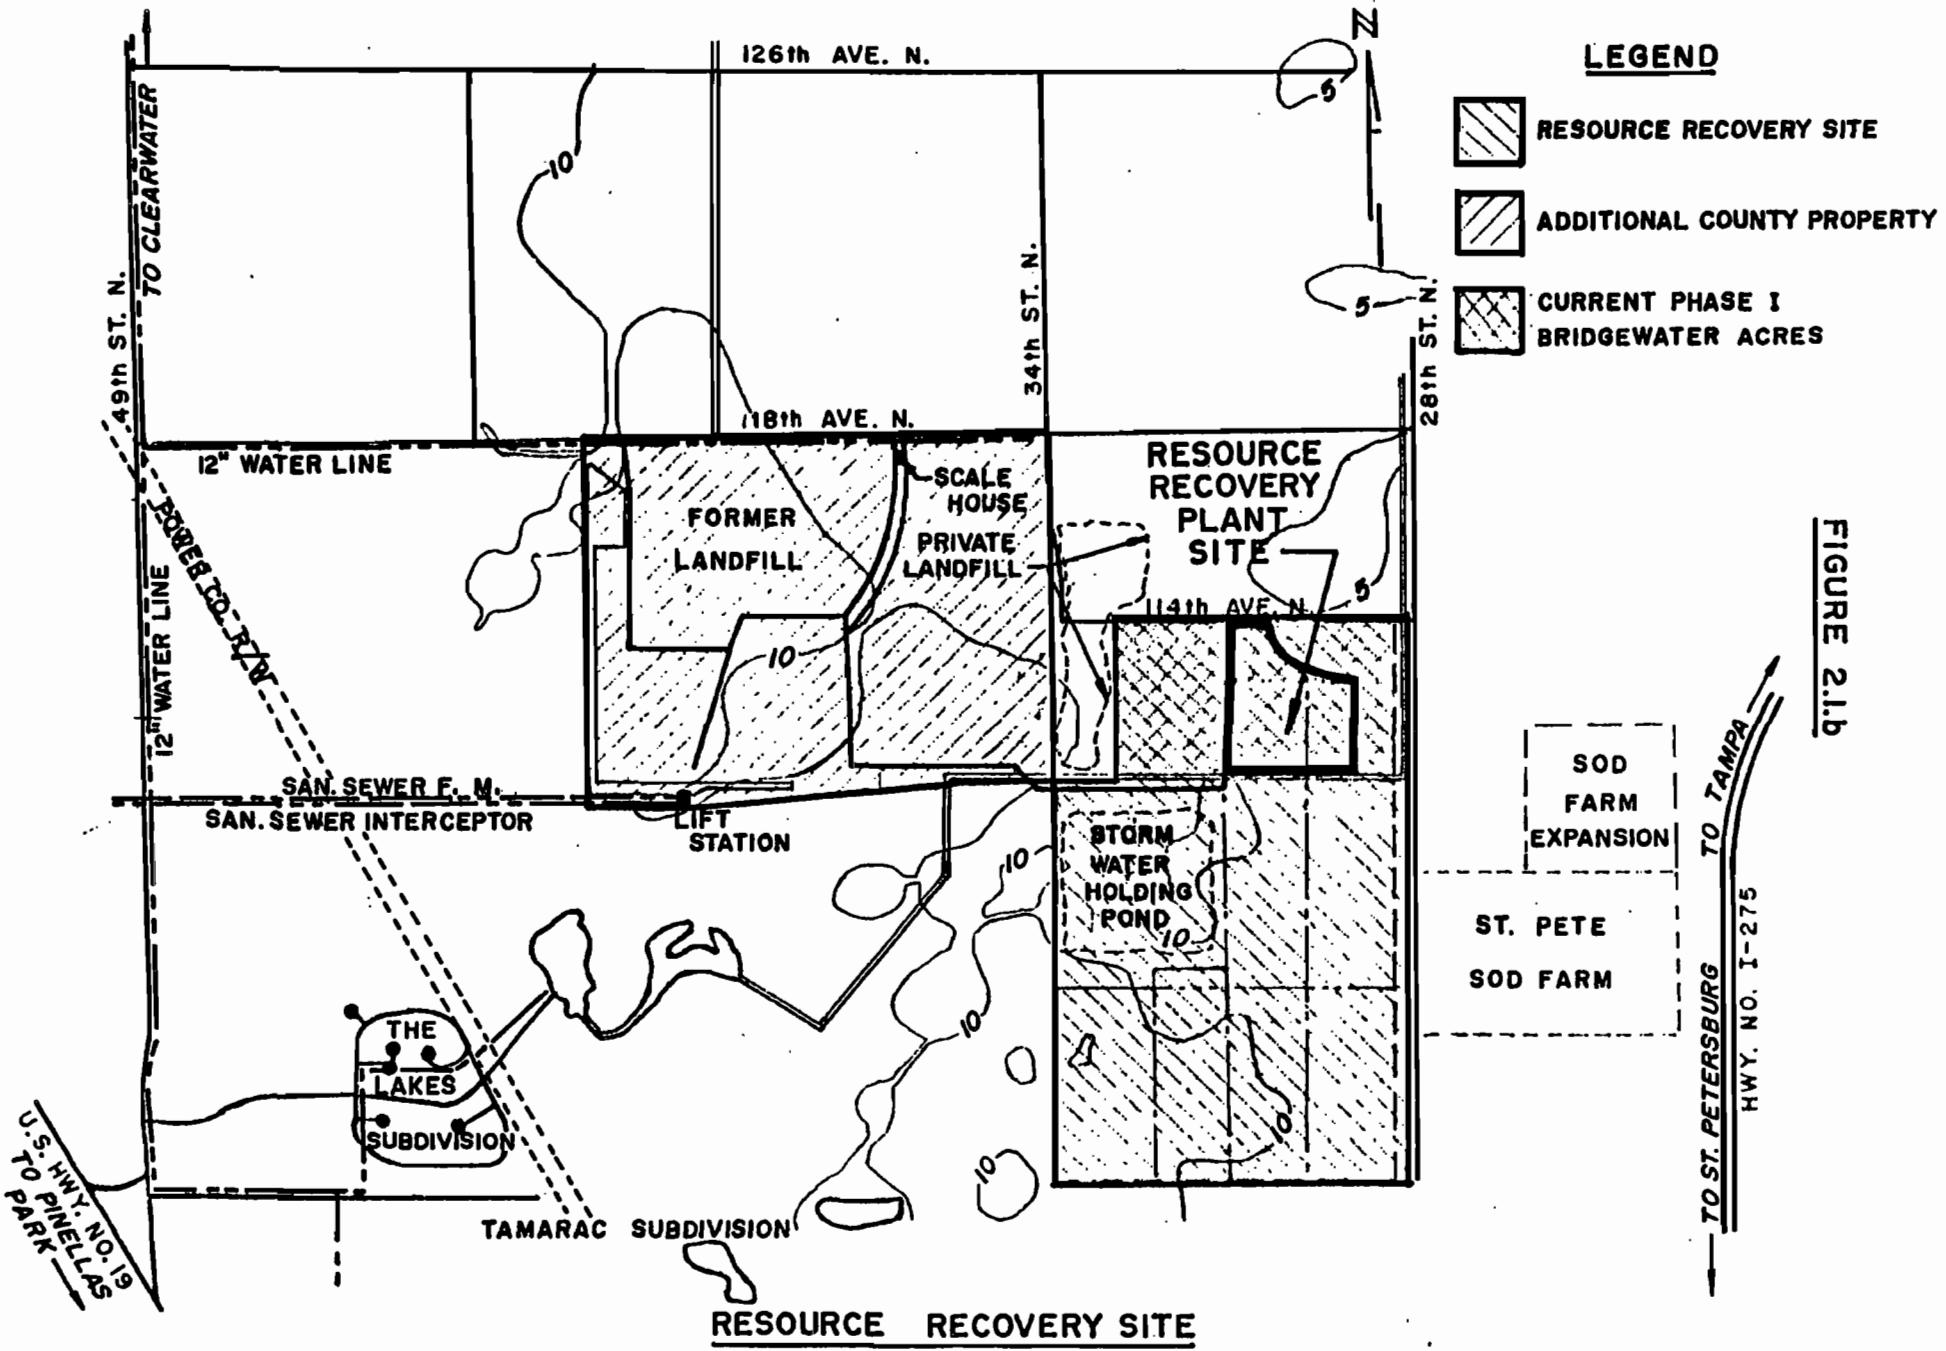 126th AVE. N.
N
5
LEGEND
RESOURCE RECOVERY SITE
ADDITIONAL COUNTY PROPERTY
CURRENT PHASE I
BRIDGEWATER ACRES
TO CLEARWATER
49th ST. N.
10
34th ST. N.
5
28th ST. N.
118th AVE. N.
12" WATER LINE
SCALE
HOUSE
FORMER
LANDFILL
PRIVATE
LANDFILL
RESOURCE
RECOVERY
PLANT
SITE
5
114th AVE. N
POWER CO. R/W
12" WATER LINE
10
FIGURE 2.1.b
SAN. SEWER F. M.
SAN. SEWER INTERCEPTOR
LIFT
STATION
STORM
WATER
HOLDING
POND
10
10
10
10
10
SOD
FARM
EXPANSION
ST. PETE
SOD FARM
TO TAMPA
TO
TO ST. PETERSBURG
HWY. NO. I-275
THE
LAKES
SUBDIVISION
U.S. HWY. NO. 19
TO PINELLAS
PARK
TAMARAC SUBDIVISION
RESOURCE RECOVERY SITE